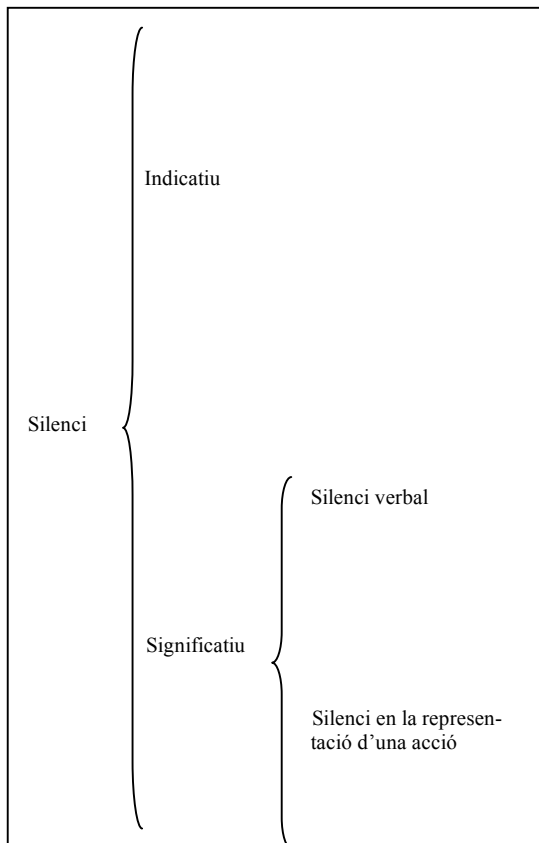 Indicatiu
Silenci
Silenci verbal
Significatiu
Silenci en la represen-
tació d’una acció